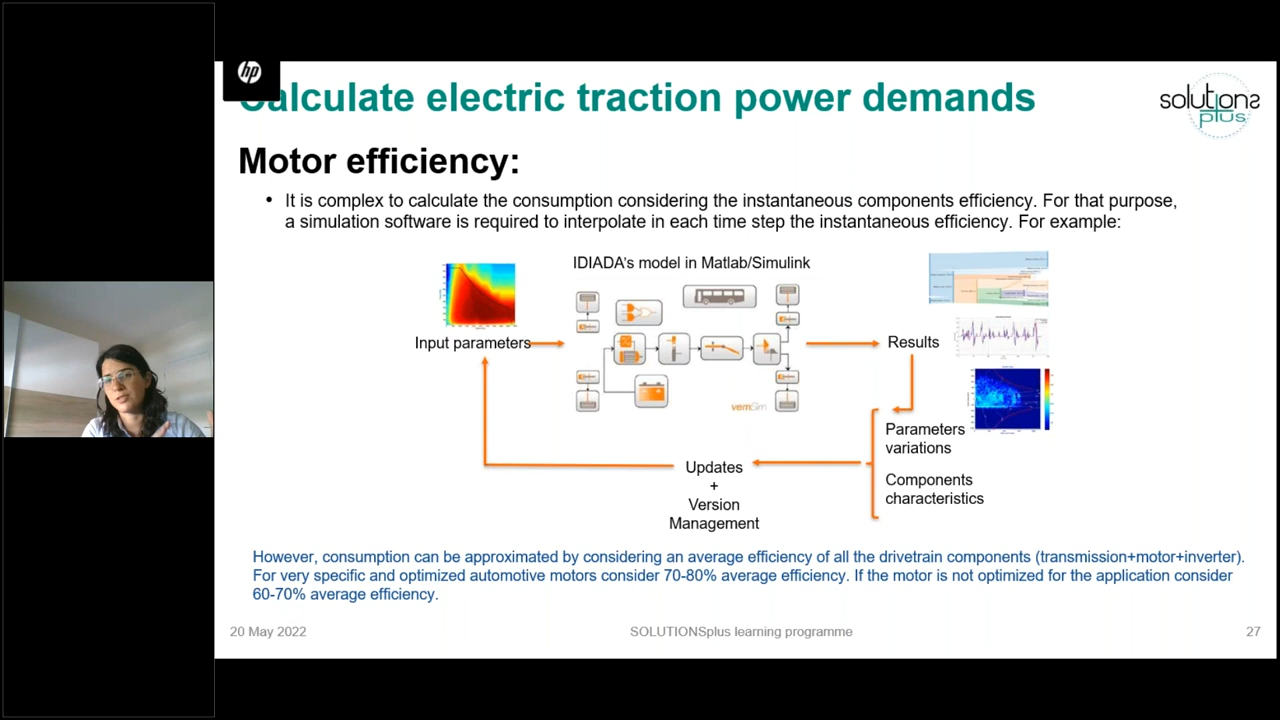 hp
Calculate electric traction power demands
solutions
plus
Motor efficiency:
• It is complex to calculate the consumption considering the instantaneous components efficiency. For that purpose,
a simulation software is required to interpolate in each time step the instantaneous efficiency. For example:
IDIADA's model in Matlab/Simulink
Input parameters
Results
vemSim
Parameters
variations
Components
characteristics
Updates
+
Version
Management
However, consumption can be approximated by considering an average efficiency of all the drivetrain components (transmission+motor+inverter).
For very specific and optimized automotive motors consider 70-80% average efficiency. If the motor is not optimized for the application consider
60-70% average efficiency.
20 May 2022
SOLUTIONSplus learning programme
27